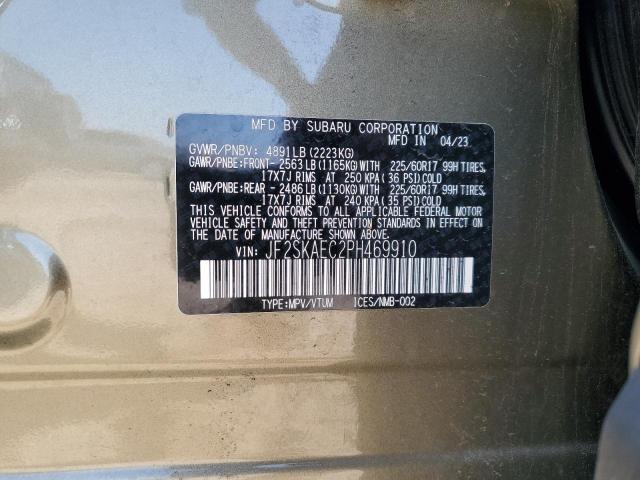 MFD BY SUBARU CORPORATION
MFD IN 04/23
GVWR/PNBV: 4891LB(2223KG)
GAWR/PNBE:FRONT-2563LB(1165KG)WITH 225/60R17 99H TIRES,
17X7J RIMS AT 250 KPA(36 PSI)COLD
GAWR/PNBE:REAR -2486LB(1130KG)WITH 225/60R17 99H TIRES,
17X7J RIMS AT 240 KPA(35 PSI)COLD
THIS VEHICLE CONFORMS TO ALL APPLICABLE FEDERAL MOTOR
VEHICLE SAFETY AND THEFT PREVENTION STANDARDS IN EFFECT ON
THE DATE OF MANUFACTURE SHOWN ABOVE.
VIN: JF2SKAEC2PH469910
TYPE:MPV/VTUM ICES/NMB-002